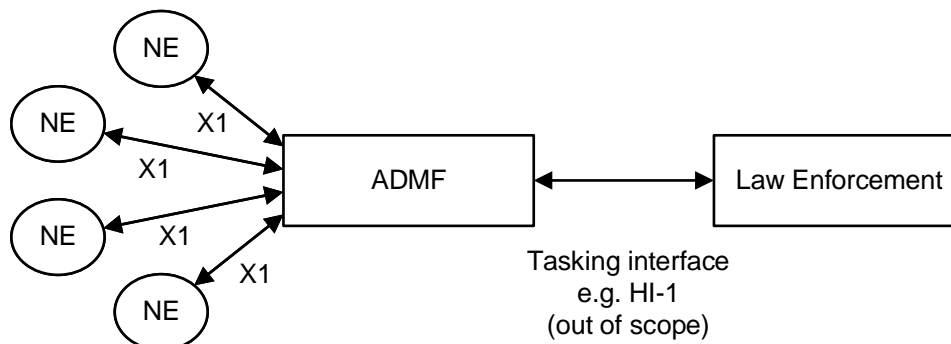 NE
X1
NE
X1
NE
X1
NE
X1
ADMF
Law Enforcement
Tasking interface
e.g. HI-1
(out of scope)